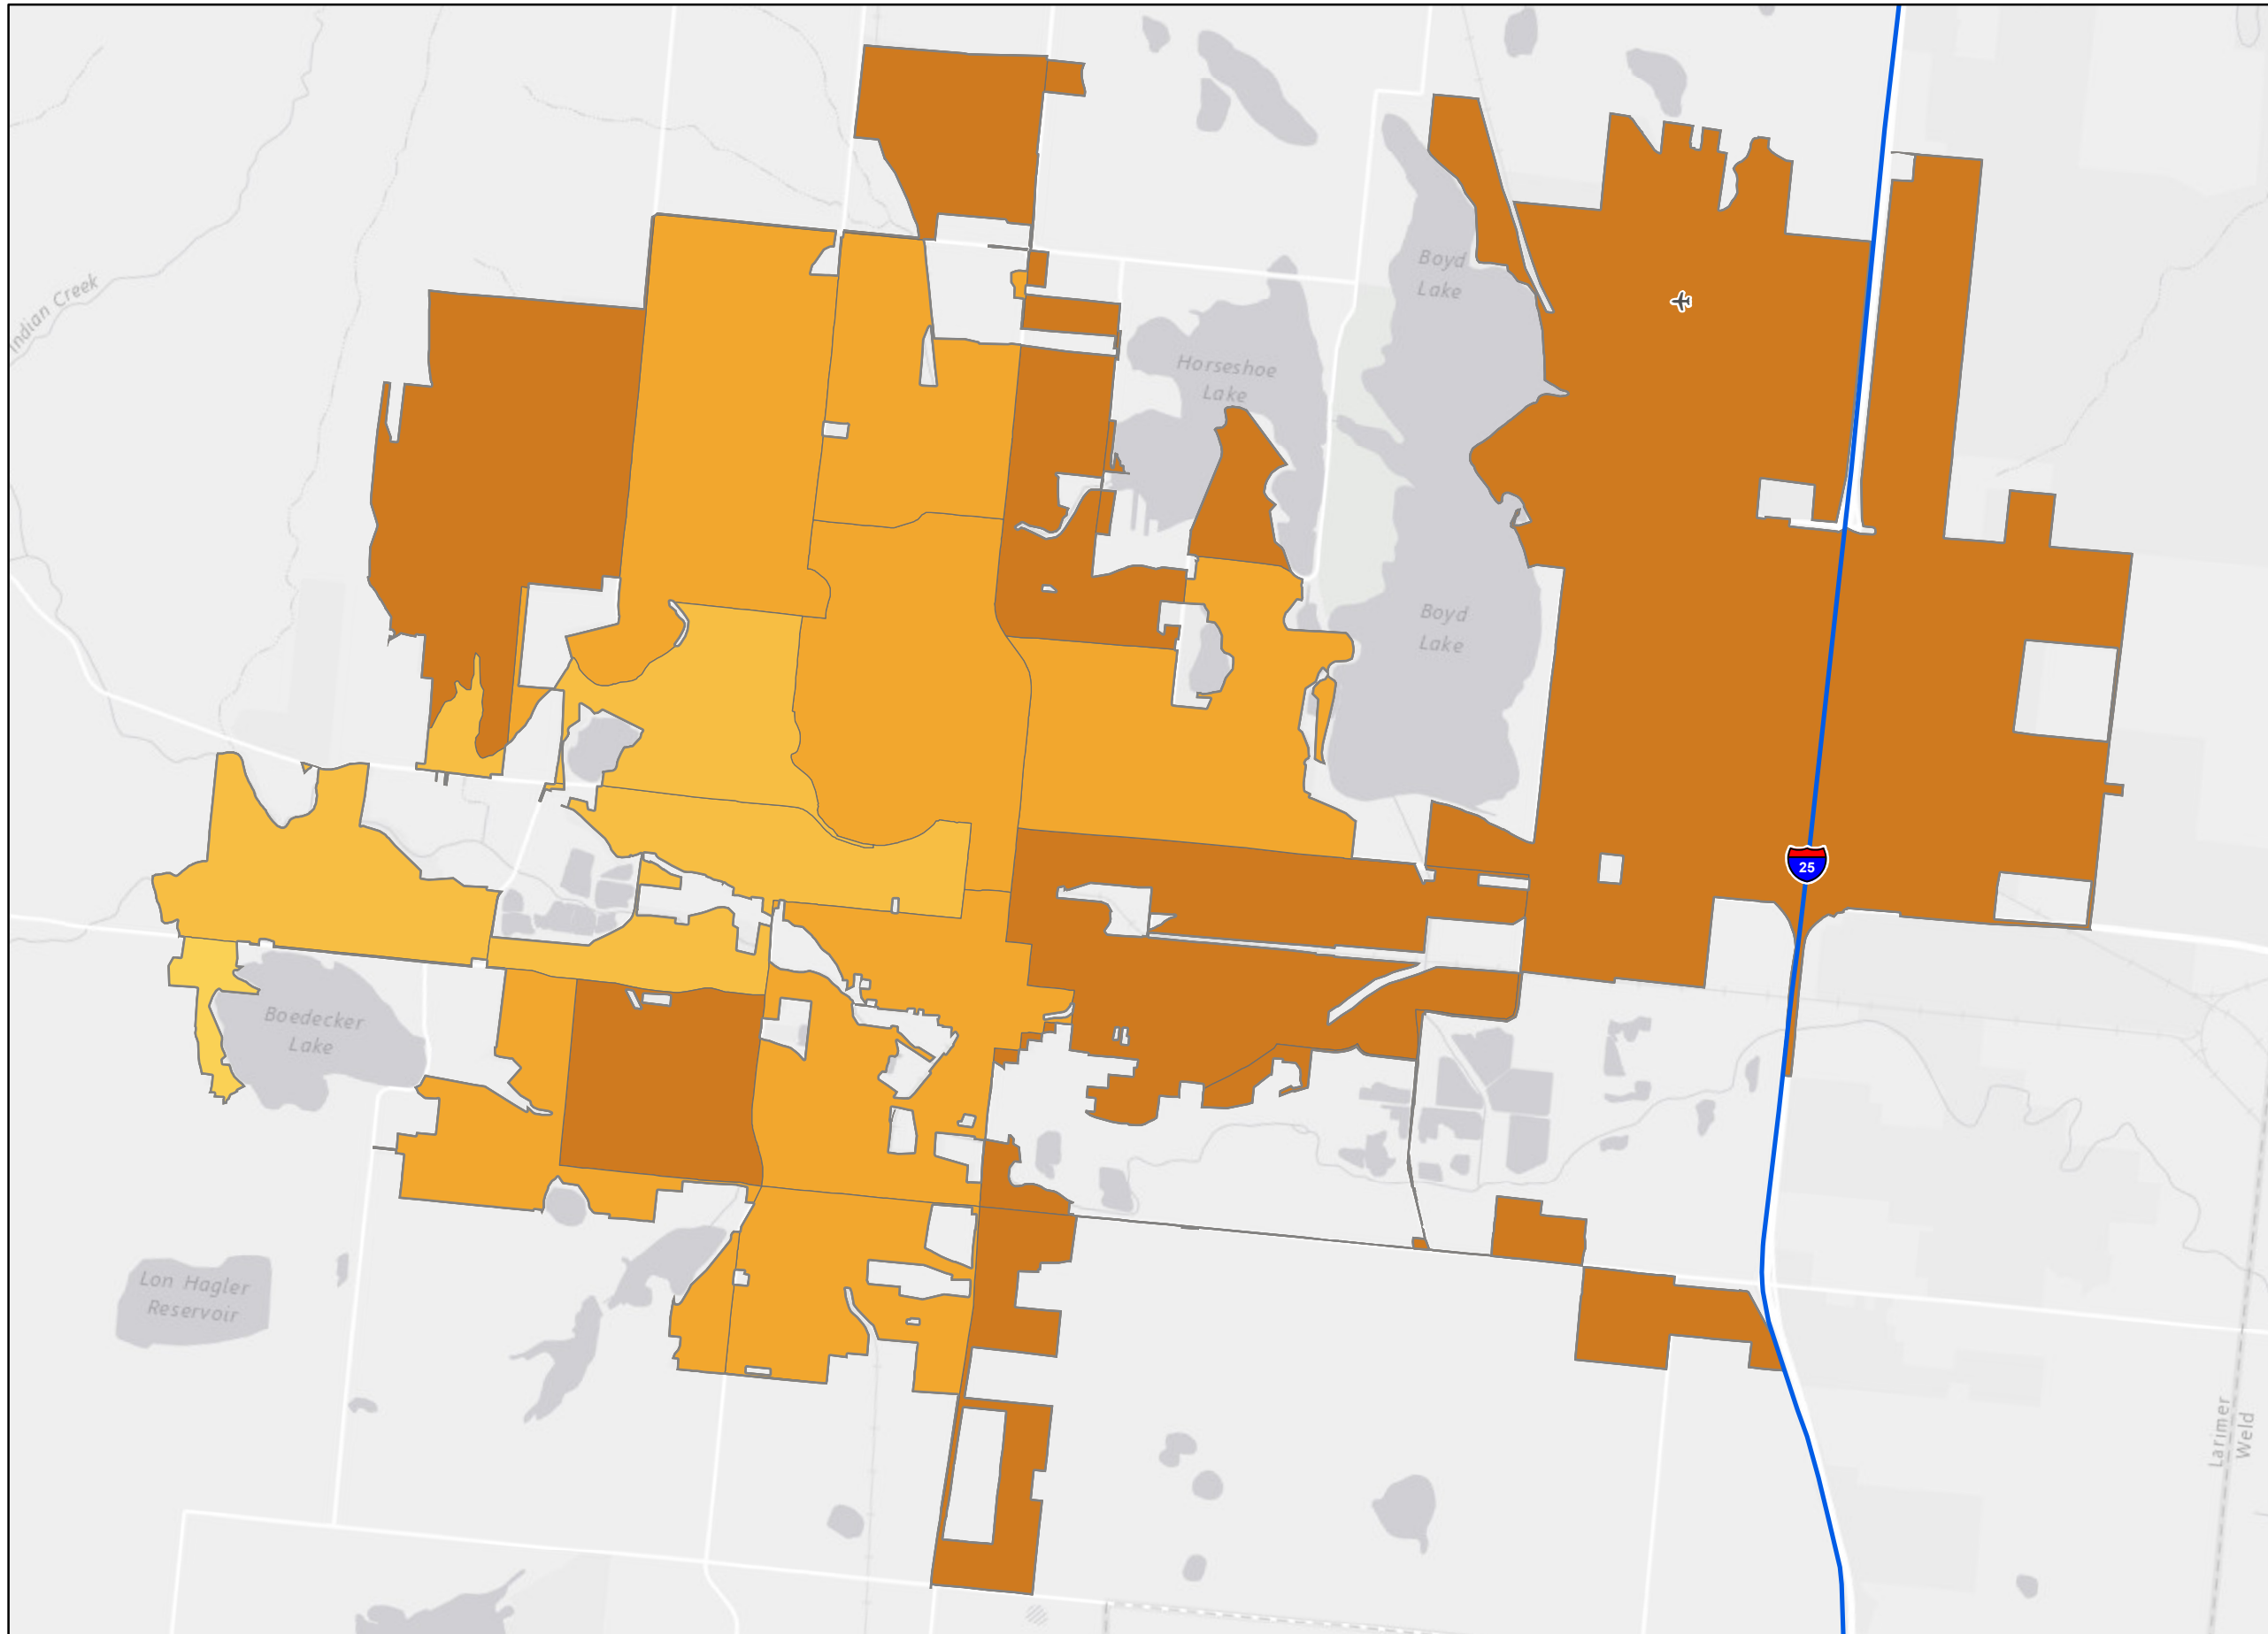 Indian Creek
Boyd
Lake
Horseshoe
Lake
Boyd
Lake
25
Boedecker
Lake
Lon Hagler
Reservoir
Larimer
Weld